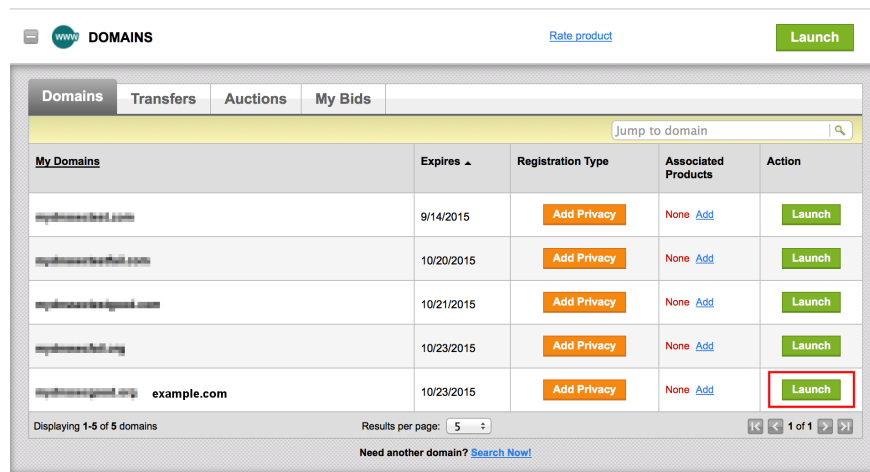 www DOMAINS Rate product Launch
Domains Transfers Auctions My Bids
Jump to domain
My Domains Expires Registration Type Associated Products Action
9/14/2015 Add Privacy None Add Launch
10/20/2015 Add Privacy None Add Launch
10/21/2015 Add Privacy None Add Launch
10/23/2015 Add Privacy None Add Launch
example.com 10/23/2015 Add Privacy None Add Launch
Displaying 1-5 of 5 domains Results per page: 5 1 of 1
Need another domain? Search Now!